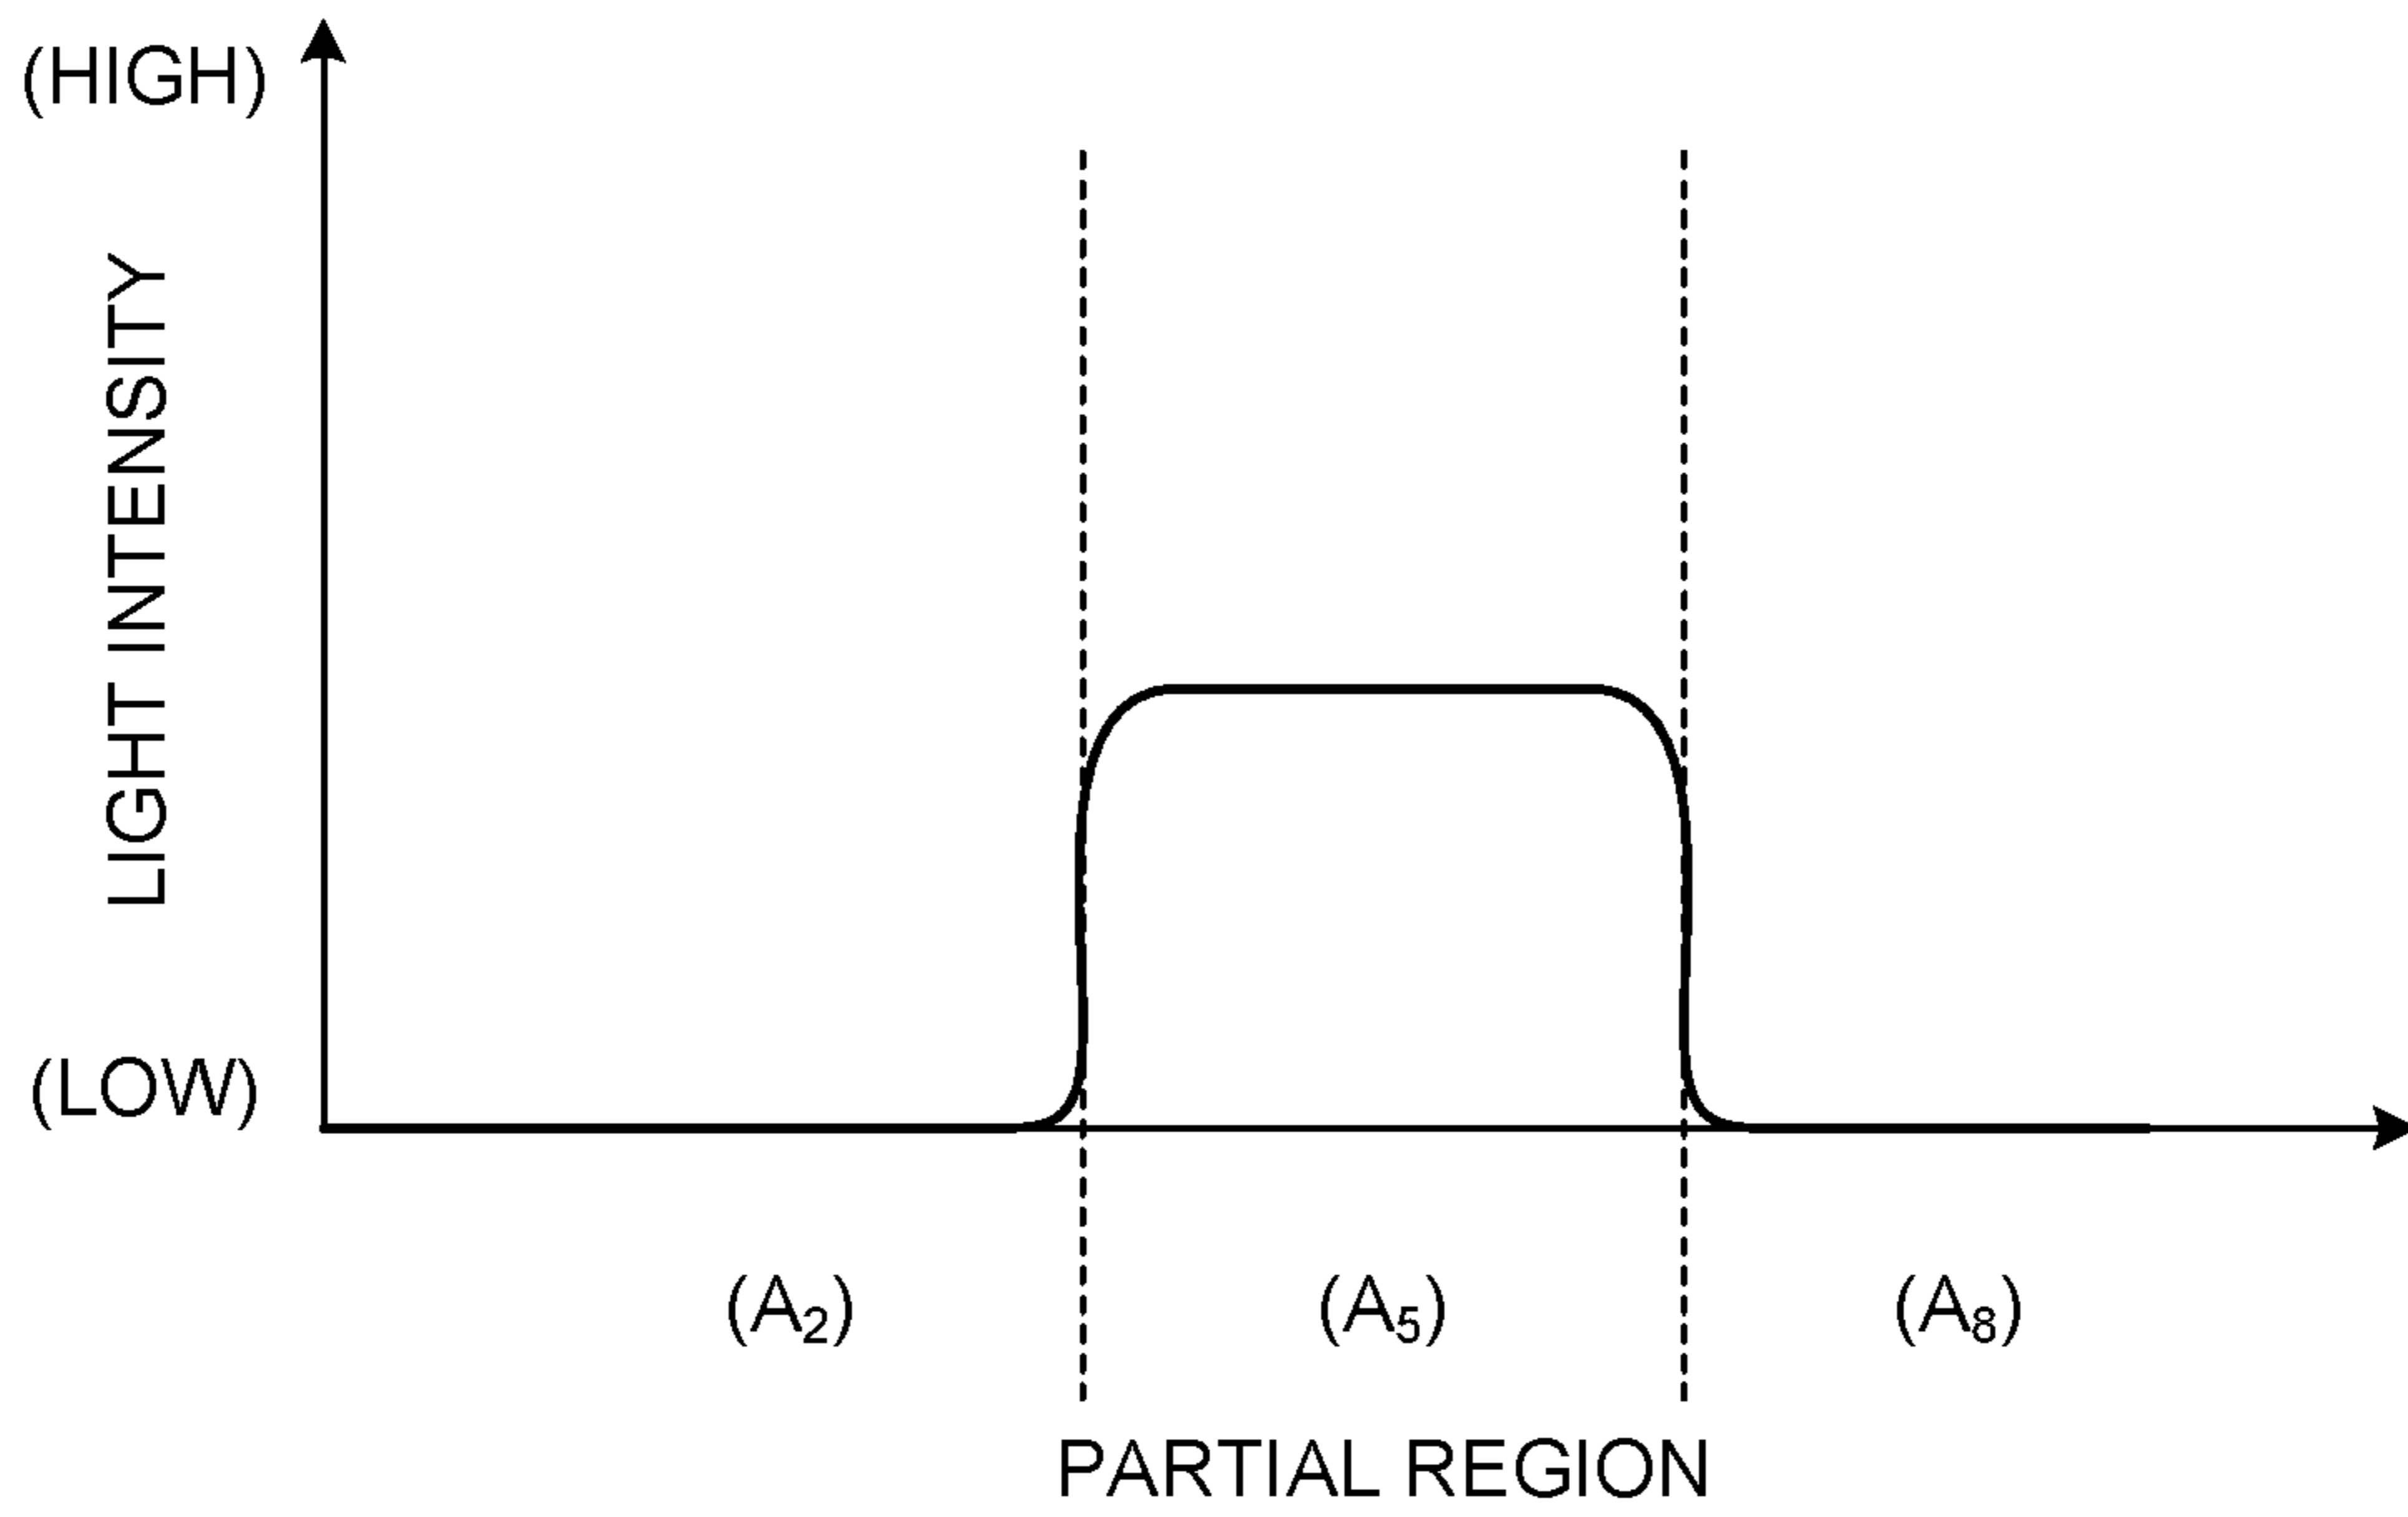 (HIGH)
LIGHT INTENSITY
(LOW)
(A₂) (A₅) (A₈)
PARTIAL REGION